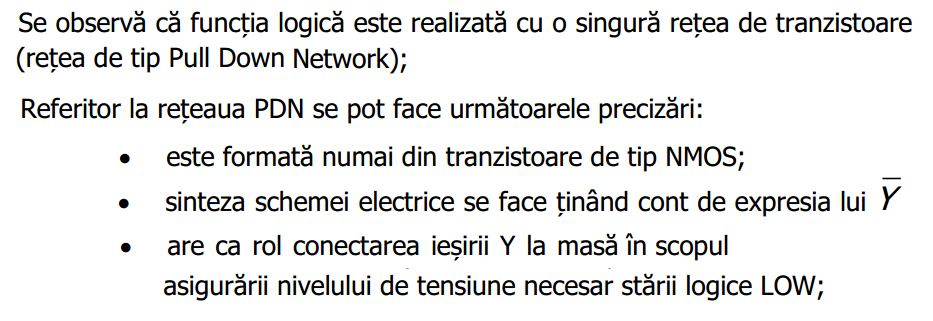 Se observă că funcția logică este realizată cu o singură rețea de tranzistoare
(rețea de tip Pull Down Network);
Referitor la rețeaua PDN se pot face următoarele precizări:
• este formată numai din tranzistoare de tip NMOS;
• sinteza schemei electrice se face ținând cont de expresia lui Y̅
• are ca rol conectarea ieșirii Y la masă în scopul
asigurării nivelului de tensiune necesar stării logice LOW;